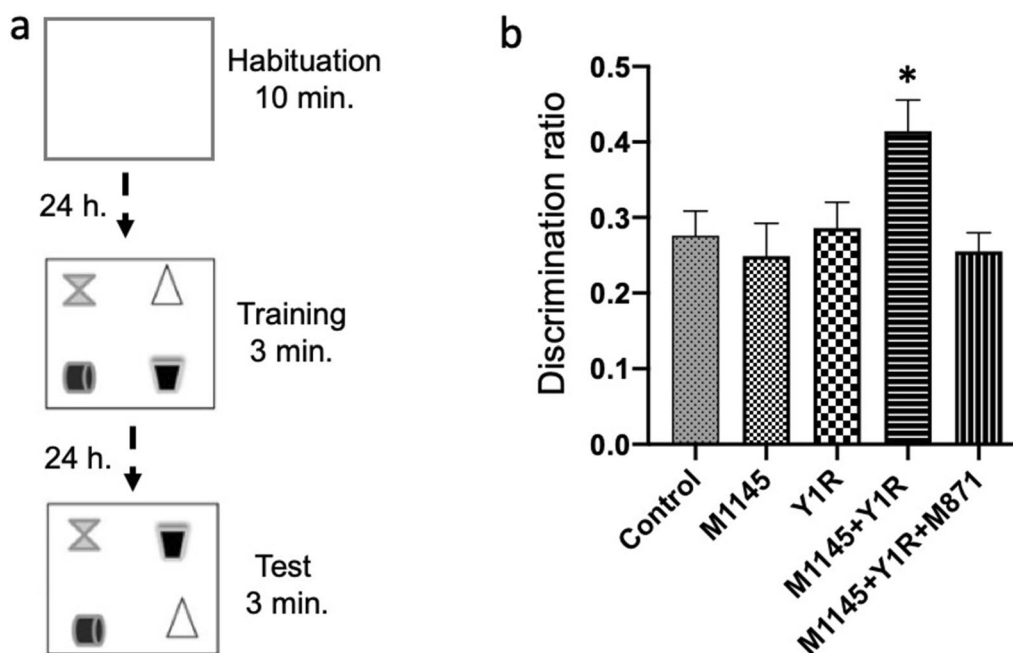 a
Habituation
10 min.
24 h.
Training
3 min.
24 h.
Test
3 min.
b
Discrimination ratio
0.5
0.4
0.3
0.2
0.1
0.0
*
Control
M1145
Y1R
M1145+Y1R
M1145+Y1R+M871